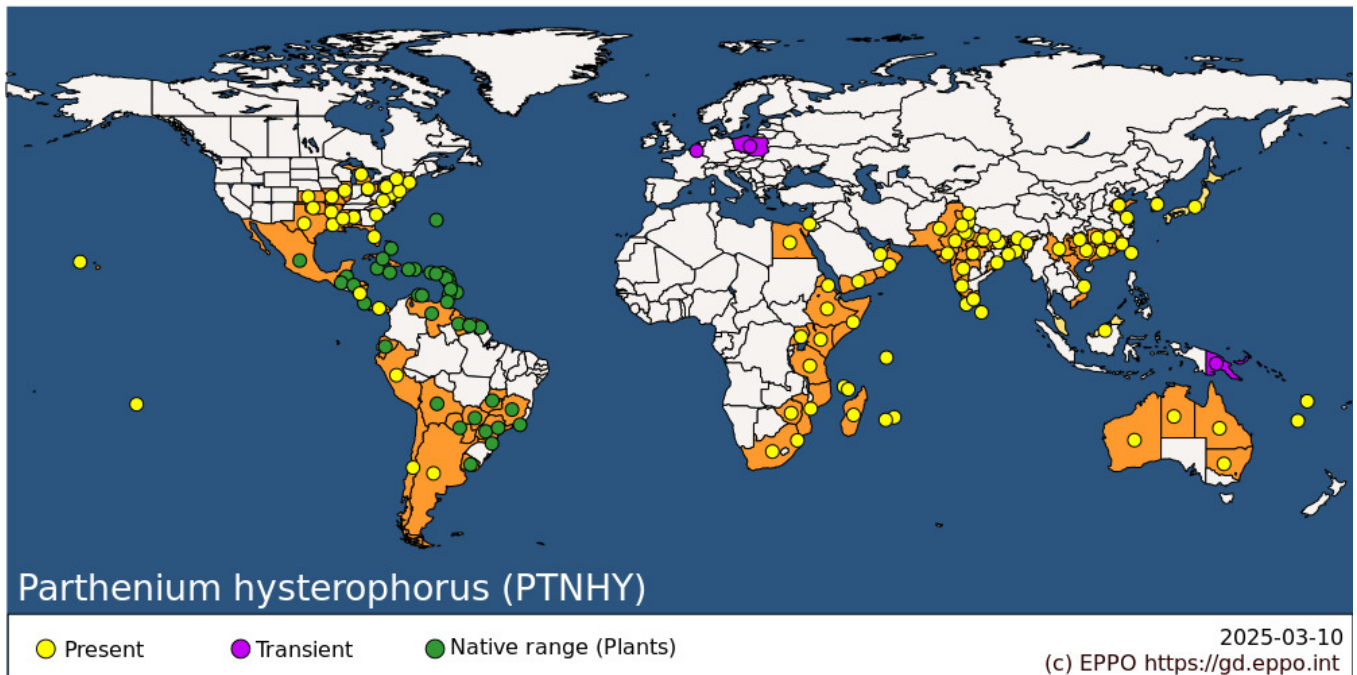 Parthenium hysterophorus (PTNHY)
Present
Transient
Native range (Plants)
2025-03-10
(c) EPPO https://gd.eppo.int